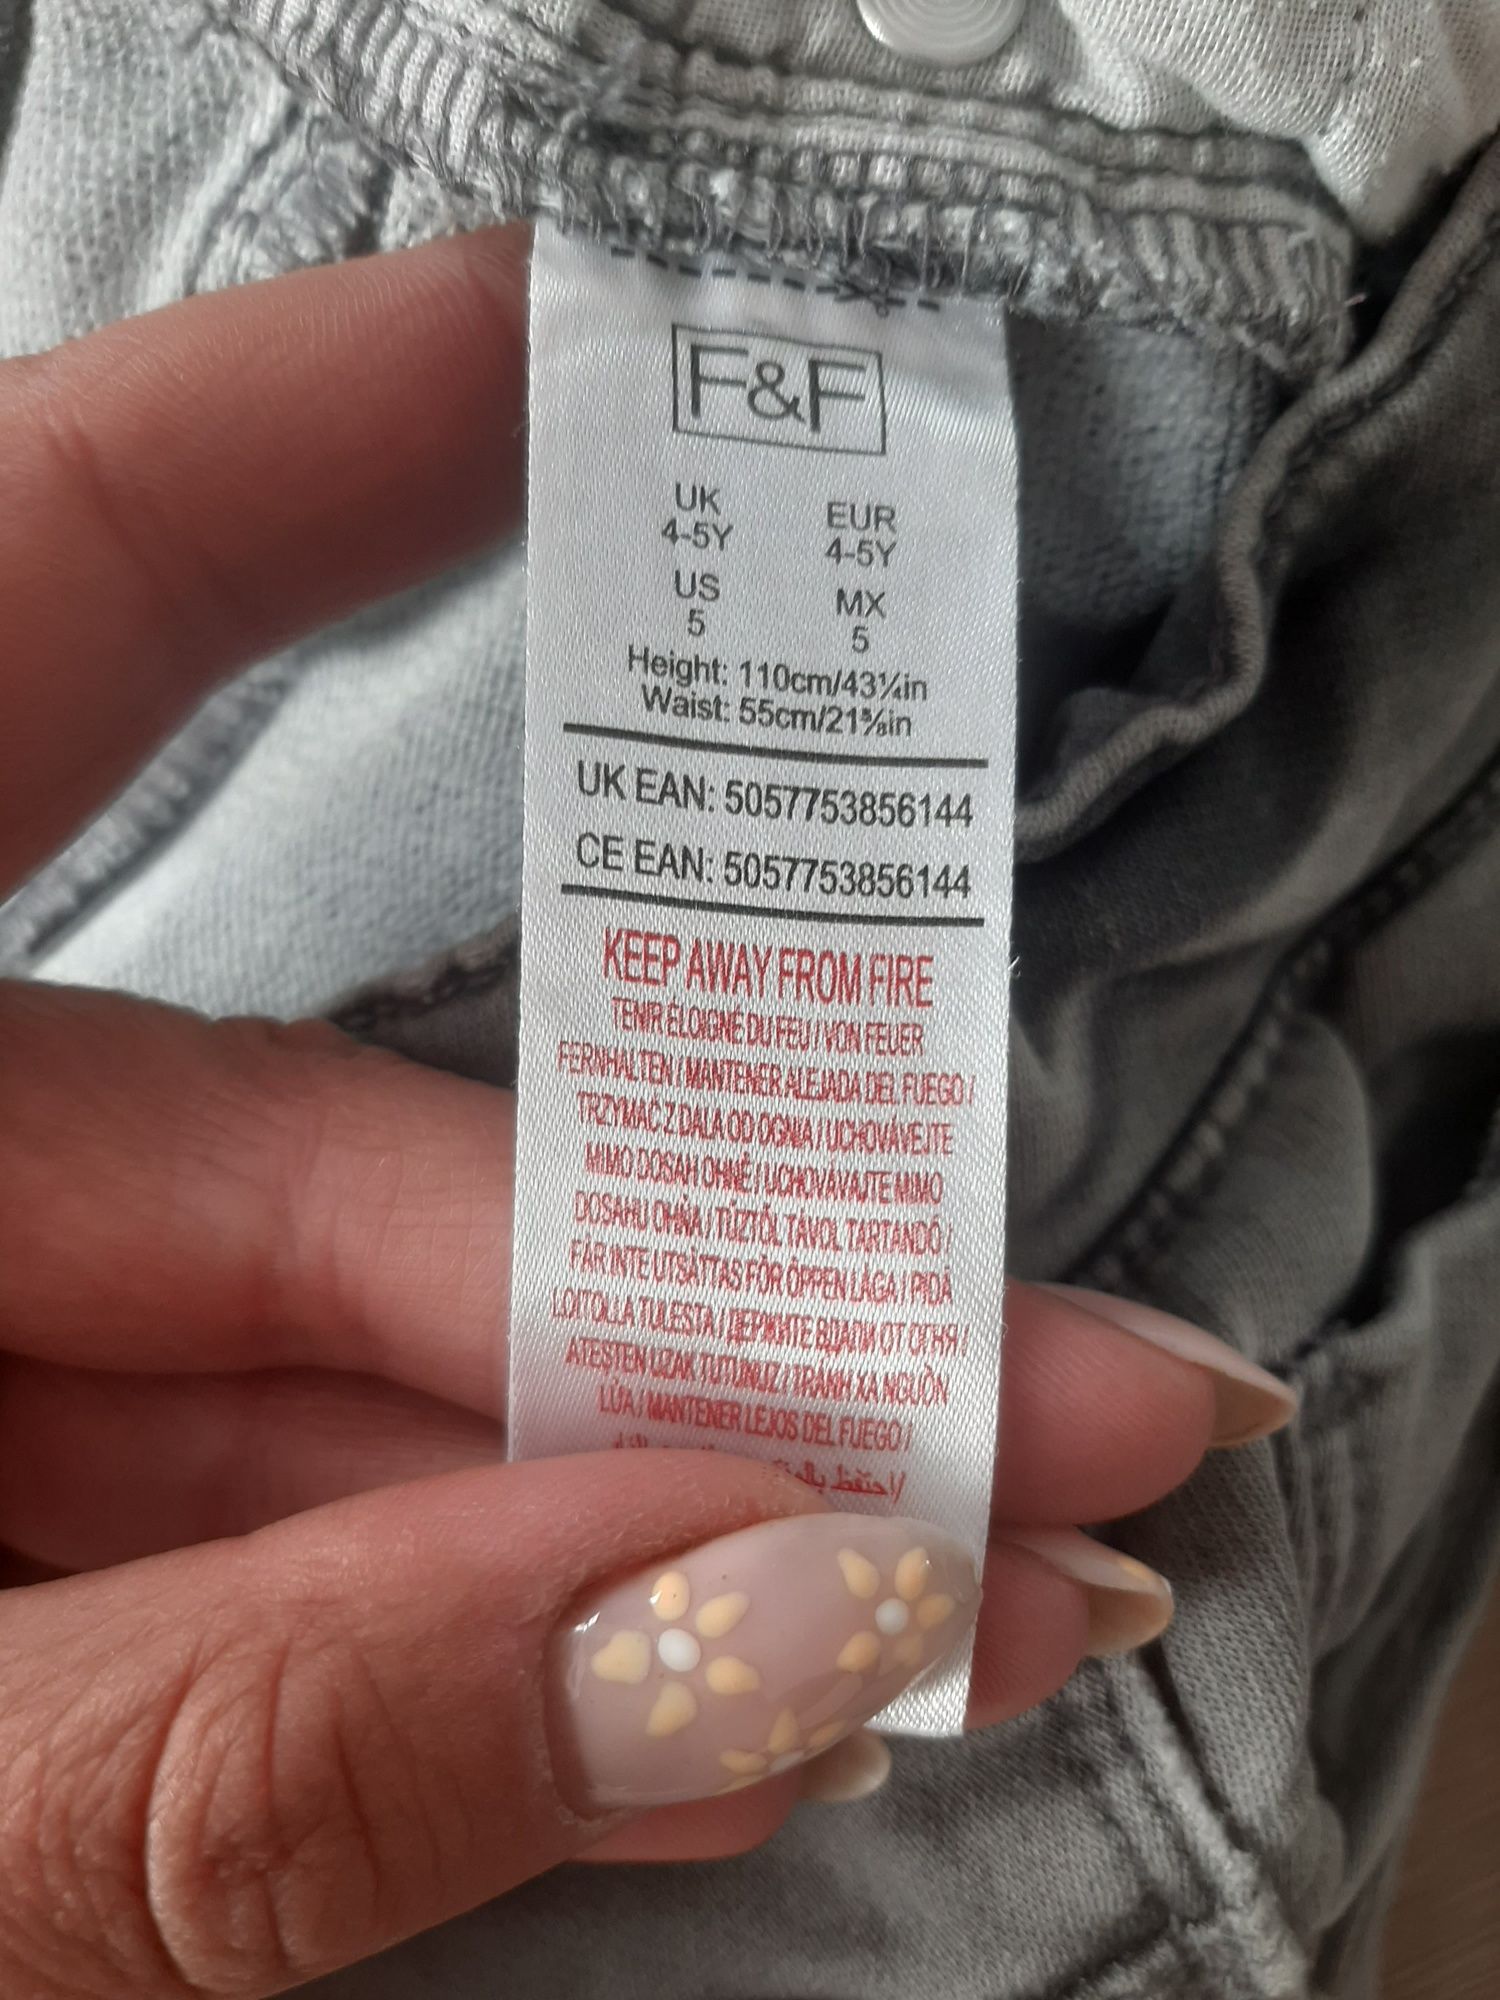 F&F
UK EUR
4-5Y 4-5Y
US MX
5 5
Height: 110cm/43¼in
Waist: 55cm/21⅝in
UK EAN: 5057753856144
CE EAN: 5057753856144
KEEP AWAY FROM FIRE
TENIR ÉLOIGNÉ DU FEU / VON FEUER
FERNHALTEN / MANTENER ALEJADA DEL FUEGO /
TRZYMAĆ Z DALA OD OGNIA / UCHOVÁVEJTE
MIMO DOSAH OHNĚ / UCHOVÁVAJTE MIMO
DOSAHU OHŇA / TŰZTŐL TÁVOL TARTANDÓ /
FÅR INTE UTSÄTTAS FÖR ÖPPEN LÅGA / PIDÄ
LOITOLLA TULESTA / ДЕРЖИТЕ ВДАЛИ ОТ ОГНЯ /
ATEŞTEN UZAK TUTUNUZ / TRÁNH XA NGUỒN
LỬA / MANTENER LEJOS DEL FUEGO /
/احتفظ